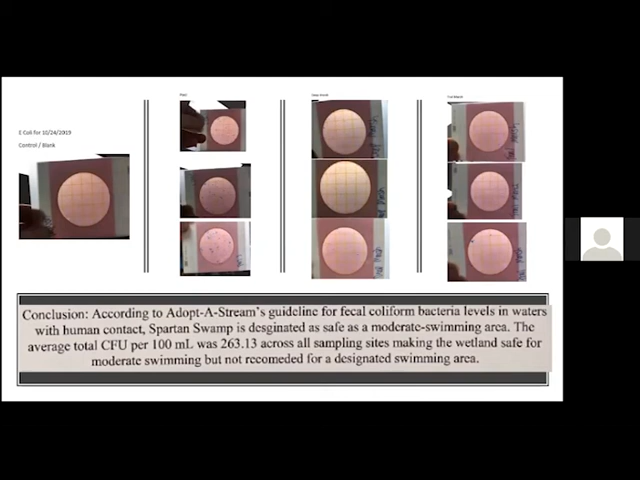 E Coli for 10/24/2019
Control / Blank
Conclusion: According to Adopt-A-Stream's guideline for fecal coliform bacteria levels in waters
with human contact, Spartan Swamp is desginated as safe as a moderate-swimming area. The
average total CFU per 100 mL was 263.13 across all sampling sites making the wetland safe for
moderate swimming but not recomeded for a designated swimming area.